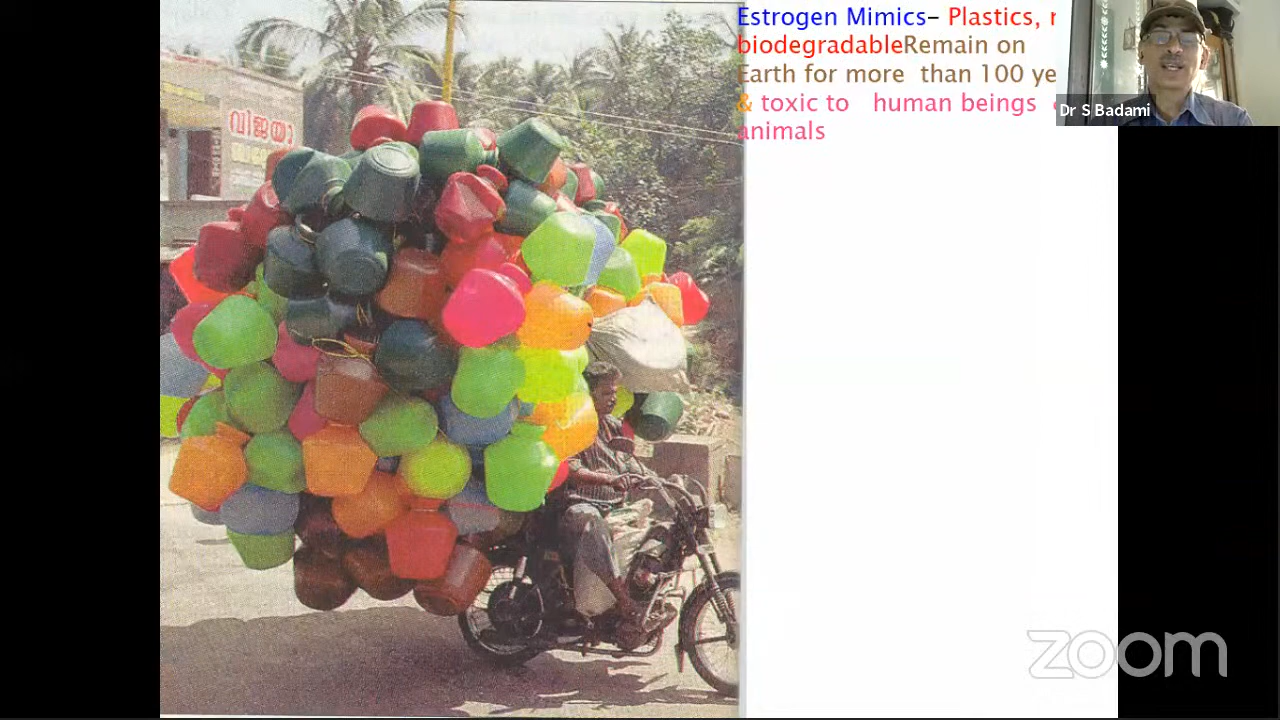 Estrogen Mimics– Plastics,
biodegradableRemain on
Earth for more than 100
& toxic to human beings
animals
Dr S Badami
വിജയാ
zoom